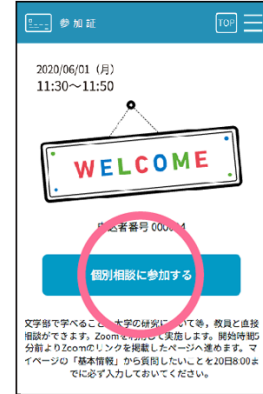 参加証
TOP
2020/06/01（月）
11:30～11:50
WELCOME
者番号 000
個別相談に参加する
文学部で学べること、大学の研究について等，教員と直接
相談ができます。Zoomを利用して実施します。開始時間5
分前よりZoomのリンクを掲載したページへ進めます。マ
イページの「基本情報」から質問したいことを20日8:00ま
でに必ず入力しておいてください。